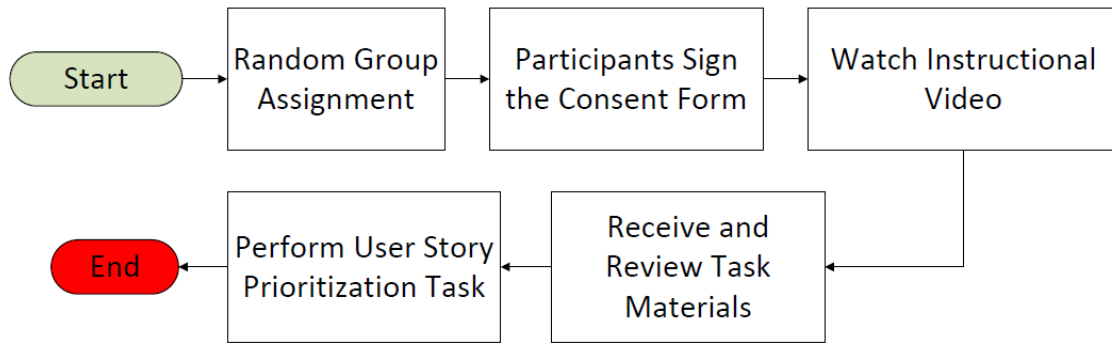 Start
Random Group
Assignment
Participants Sign
the Consent Form
Watch Instructional
Video
Receive and
Review Task
Materials
Perform User Story
Prioritization Task
End